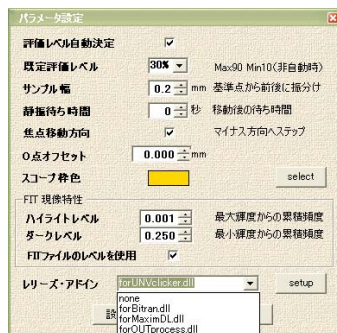 パラメータ設定
評価レベル自動決定
既定評価レベル 30% Max90 Min10(非自動時)
サンプル幅 0.2 mm 基準点から前後に振分け
静振待ち時間 0 秒 移動後の待ち時間
焦点移動方向 マイナス方向へステップ
0点オフセット 0.000 mm
スコープ枠色 select
FIT 現像特性
ハイライトレベル 0.001 最大輝度からの累積頻度
ダークレベル 0.250 最小輝度からの累積頻度
FITファイルのレベルを使用
レリーズ・アドイン forUNVclicker.dll setup
none
forBitran.dll
forMaximDL.dll
forOUTprocess.dll